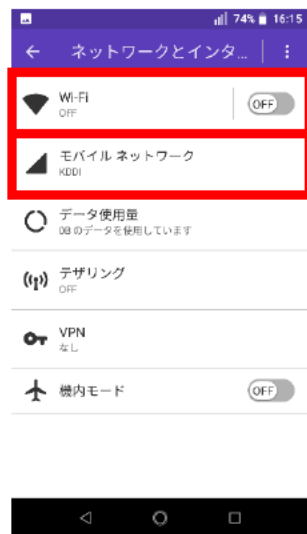 74% 16:15
ネットワークとインタ...
Wi-Fi
OFF
OFF
モバイル ネットワーク
KDDI
データ使用量
0B のデータを使用しています
テザリング
OFF
VPN
なし
機内モード
OFF